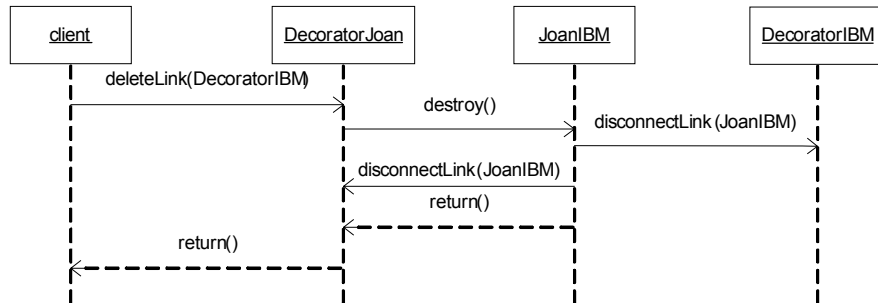 client
DecoratorJoan
JoanIBM
DecoratorIBM
deleteLink(DecoratorIBM)
destroy()
disconnectLink(JoanIBM)
disconnectLink(JoanIBM)
return()
return()